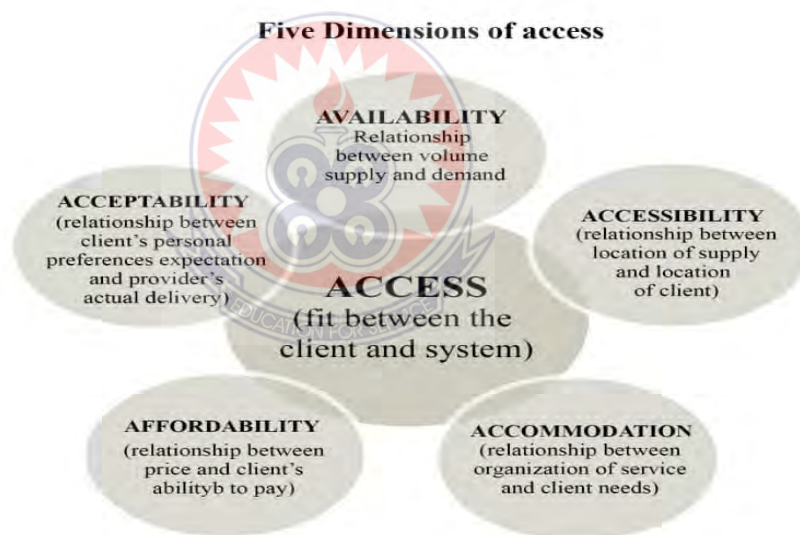 Five Dimensions of access
AVAILABILITY
Relationship
between volume
supply and demand
ACCEPTABILITY
(relationship between
client's personal
preferences expectation
and provider's
actual delivery)
ACCESSIBILITY
(relationship between
location of supply
and location
of client)
ACCESS
(fit between the
client and system)
EDUCATION FOR SERVICE
AFFORDABILITY
(relationship between
price and client's
abilityb to pay)
ACCOMMODATION
(relationship between
organization of service
and client needs)